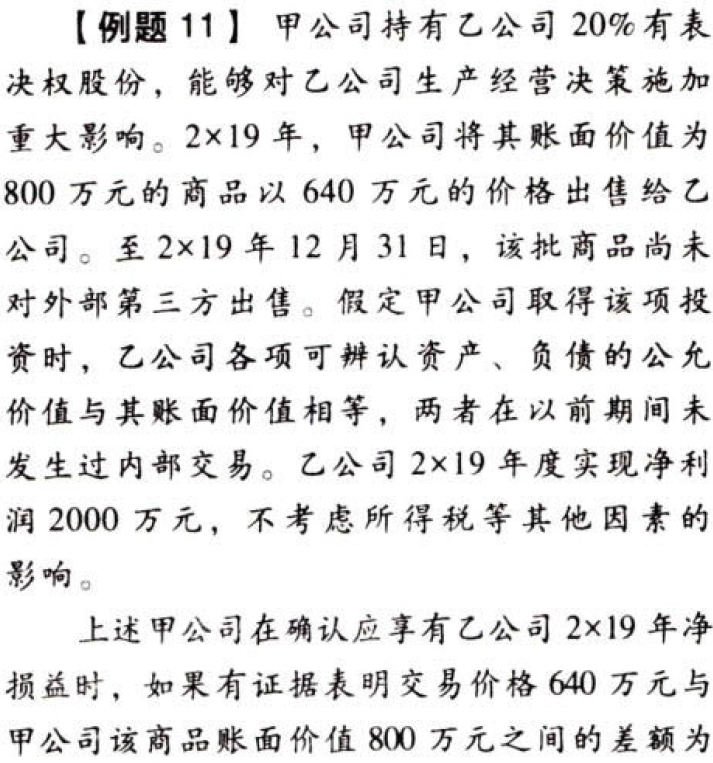 【例题 11】 甲公司持有乙公司 20%有表
决权股份，能够对乙公司生产经营决策施加
重大影响。2×19 年，甲公司将其账面价值为
800 万元的商品以 640 万元的价格出售给乙
公司。至 2×19 年 12 月 31 日，该批商品尚未
对外部第三方出售。假定甲公司取得该项投
资时，乙公司各项可辨认资产、负债的公允
价值与其账面价值相等，两者在以前期间未
发生过内部交易。乙公司 2×19 年度实现净利
润 2000 万元，不考虑所得税等其他因素的
影响。
上述甲公司在确认应享有乙公司 2×19 年净
损益时，如果有证据表明交易价格 640 万元与
甲公司该商品账面价值 800 万元之间的差额为